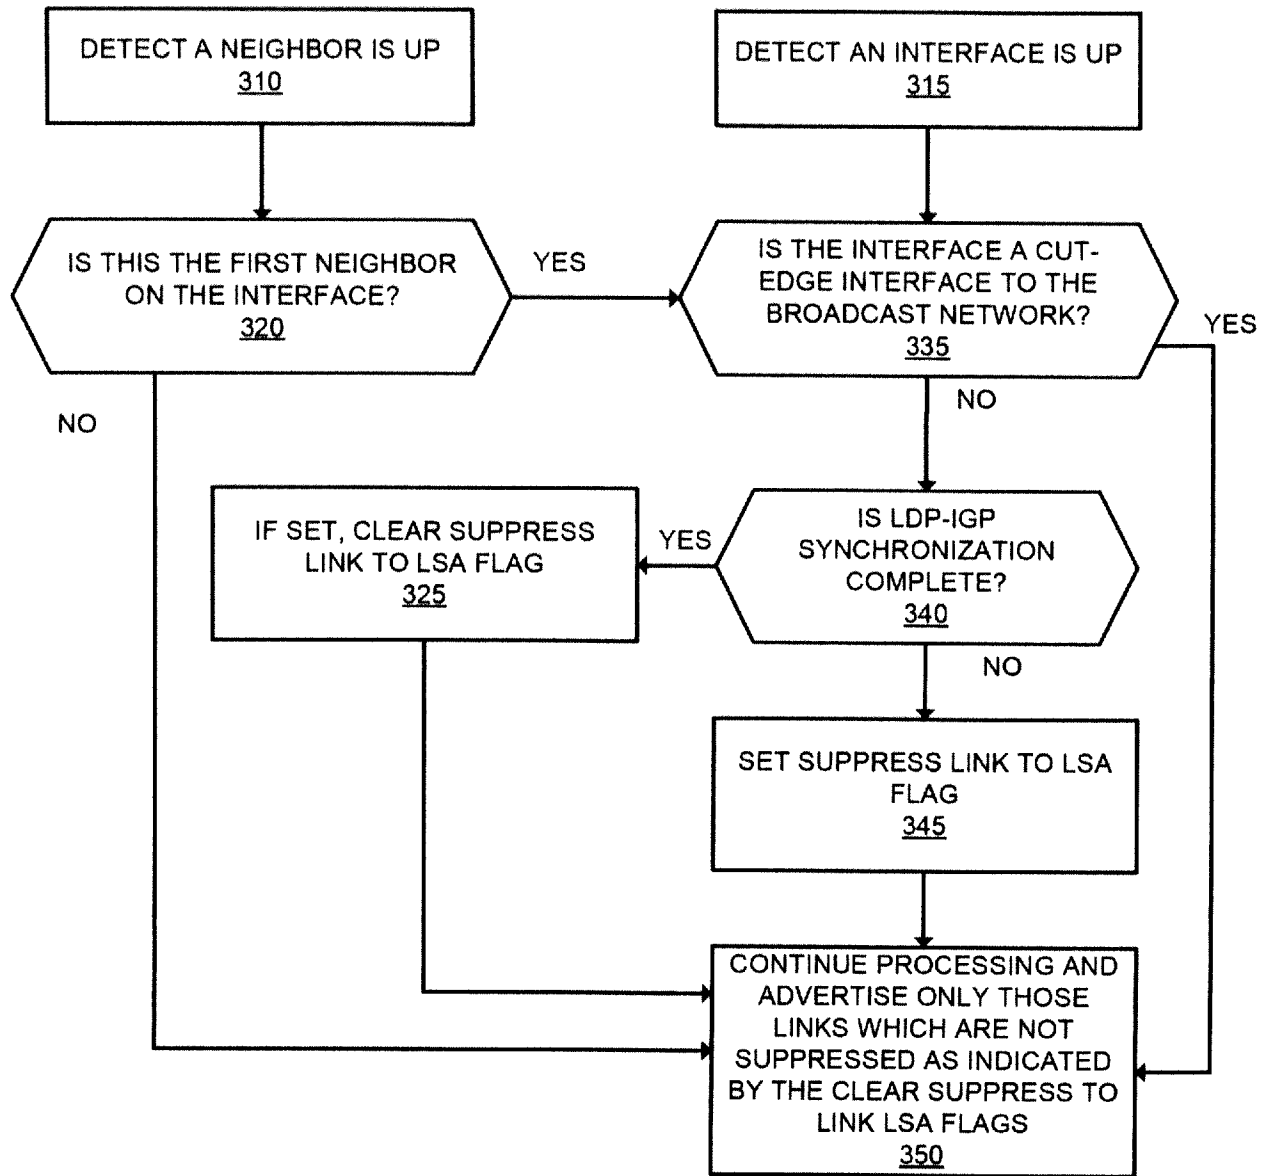 DETECT A NEIGHBOR IS UP
310
DETECT AN INTERFACE IS UP
315
IS THIS THE FIRST NEIGHBOR
ON THE INTERFACE?
320
YES
IS THE INTERFACE A CUT-
EDGE INTERFACE TO THE
BROADCAST NETWORK?
335
YES
NO
NO
IF SET, CLEAR SUPPRESS
LINK TO LSA FLAG
325
YES
IS LDP-IGP
SYNCHRONIZATION
COMPLETE?
340
NO
SET SUPPRESS LINK TO LSA
FLAG
345
CONTINUE PROCESSING AND
ADVERTISE ONLY THOSE
LINKS WHICH ARE NOT
SUPPRESSED AS INDICATED
BY THE CLEAR SUPPRESS TO
LINK LSA FLAGS
350